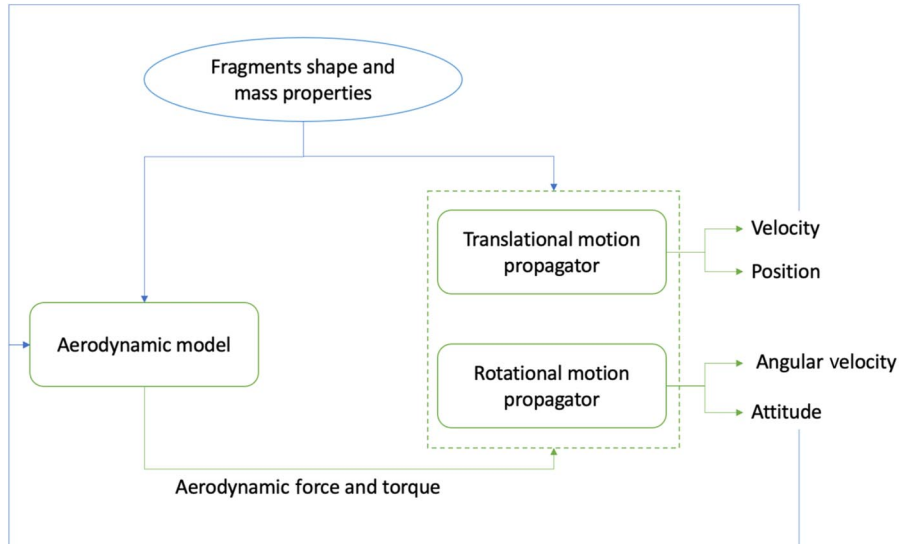 Fragments shape and
mass properties
Translational motion
propagator
Velocity
Position
Aerodynamic model
Rotational motion
propagator
Angular velocity
Attitude
Aerodynamic force and torque